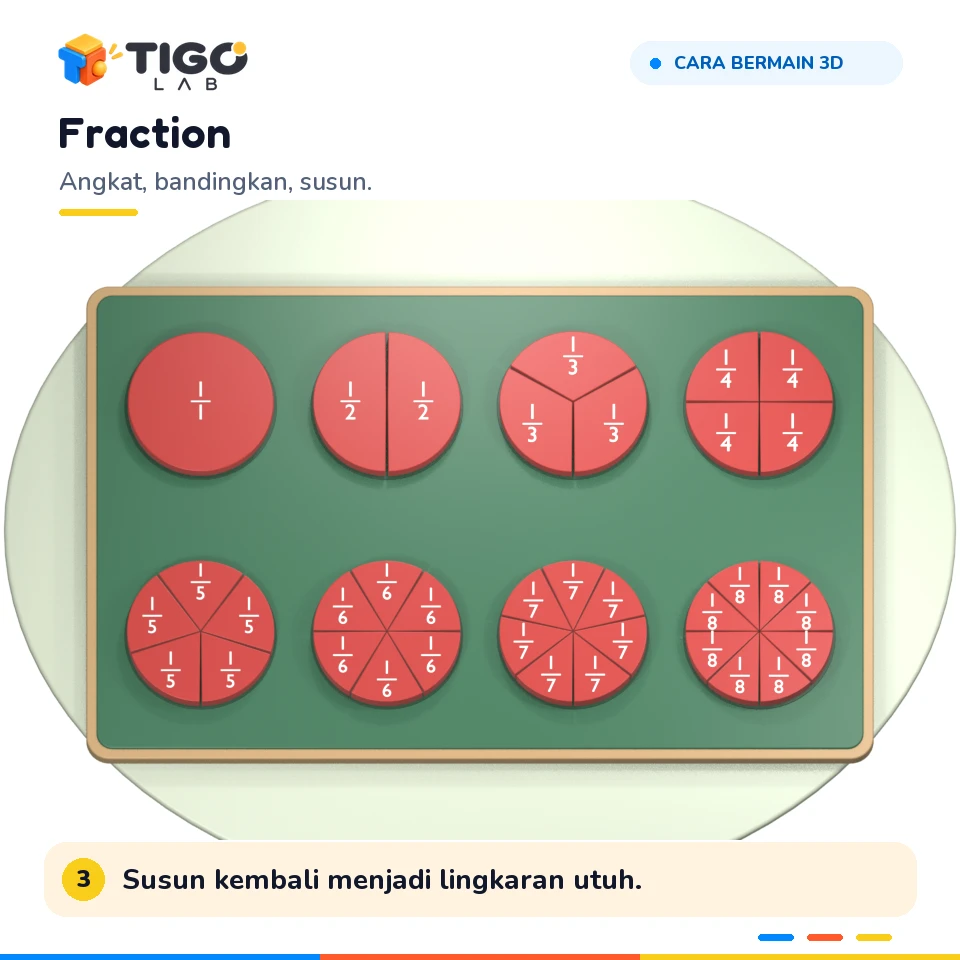 TIGO
LAB
CARA BERMAIN 3D
Fraction
Angkat, bandingkan, susun.
1/1
1/2 1/2
1/3 1/3 1/3
1/4 1/4 1/4 1/4
1/5 1/5 1/5 1/5 1/5
1/6 1/6 1/6 1/6 1/6 1/6
1/7 1/7 1/7 1/7 1/7 1/7 1/7
1/8 1/8 1/8 1/8 1/8 1/8 1/8 1/8
3 Susun kembali menjadi lingkaran utuh.